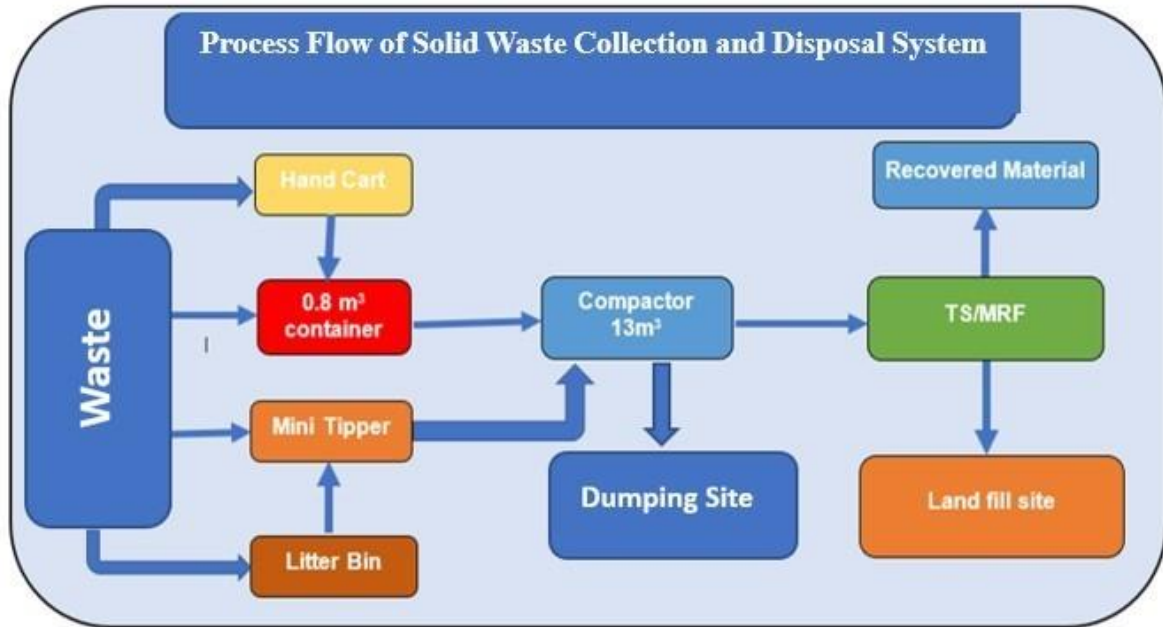 Process Flow of Solid Waste Collection and Disposal System
Hand Cart
Recovered Material
Waste
0.8 m³
container
Compactor
13m³
TS/MRF
Mini Tipper
Dumping Site
Land fill site
Litter Bin